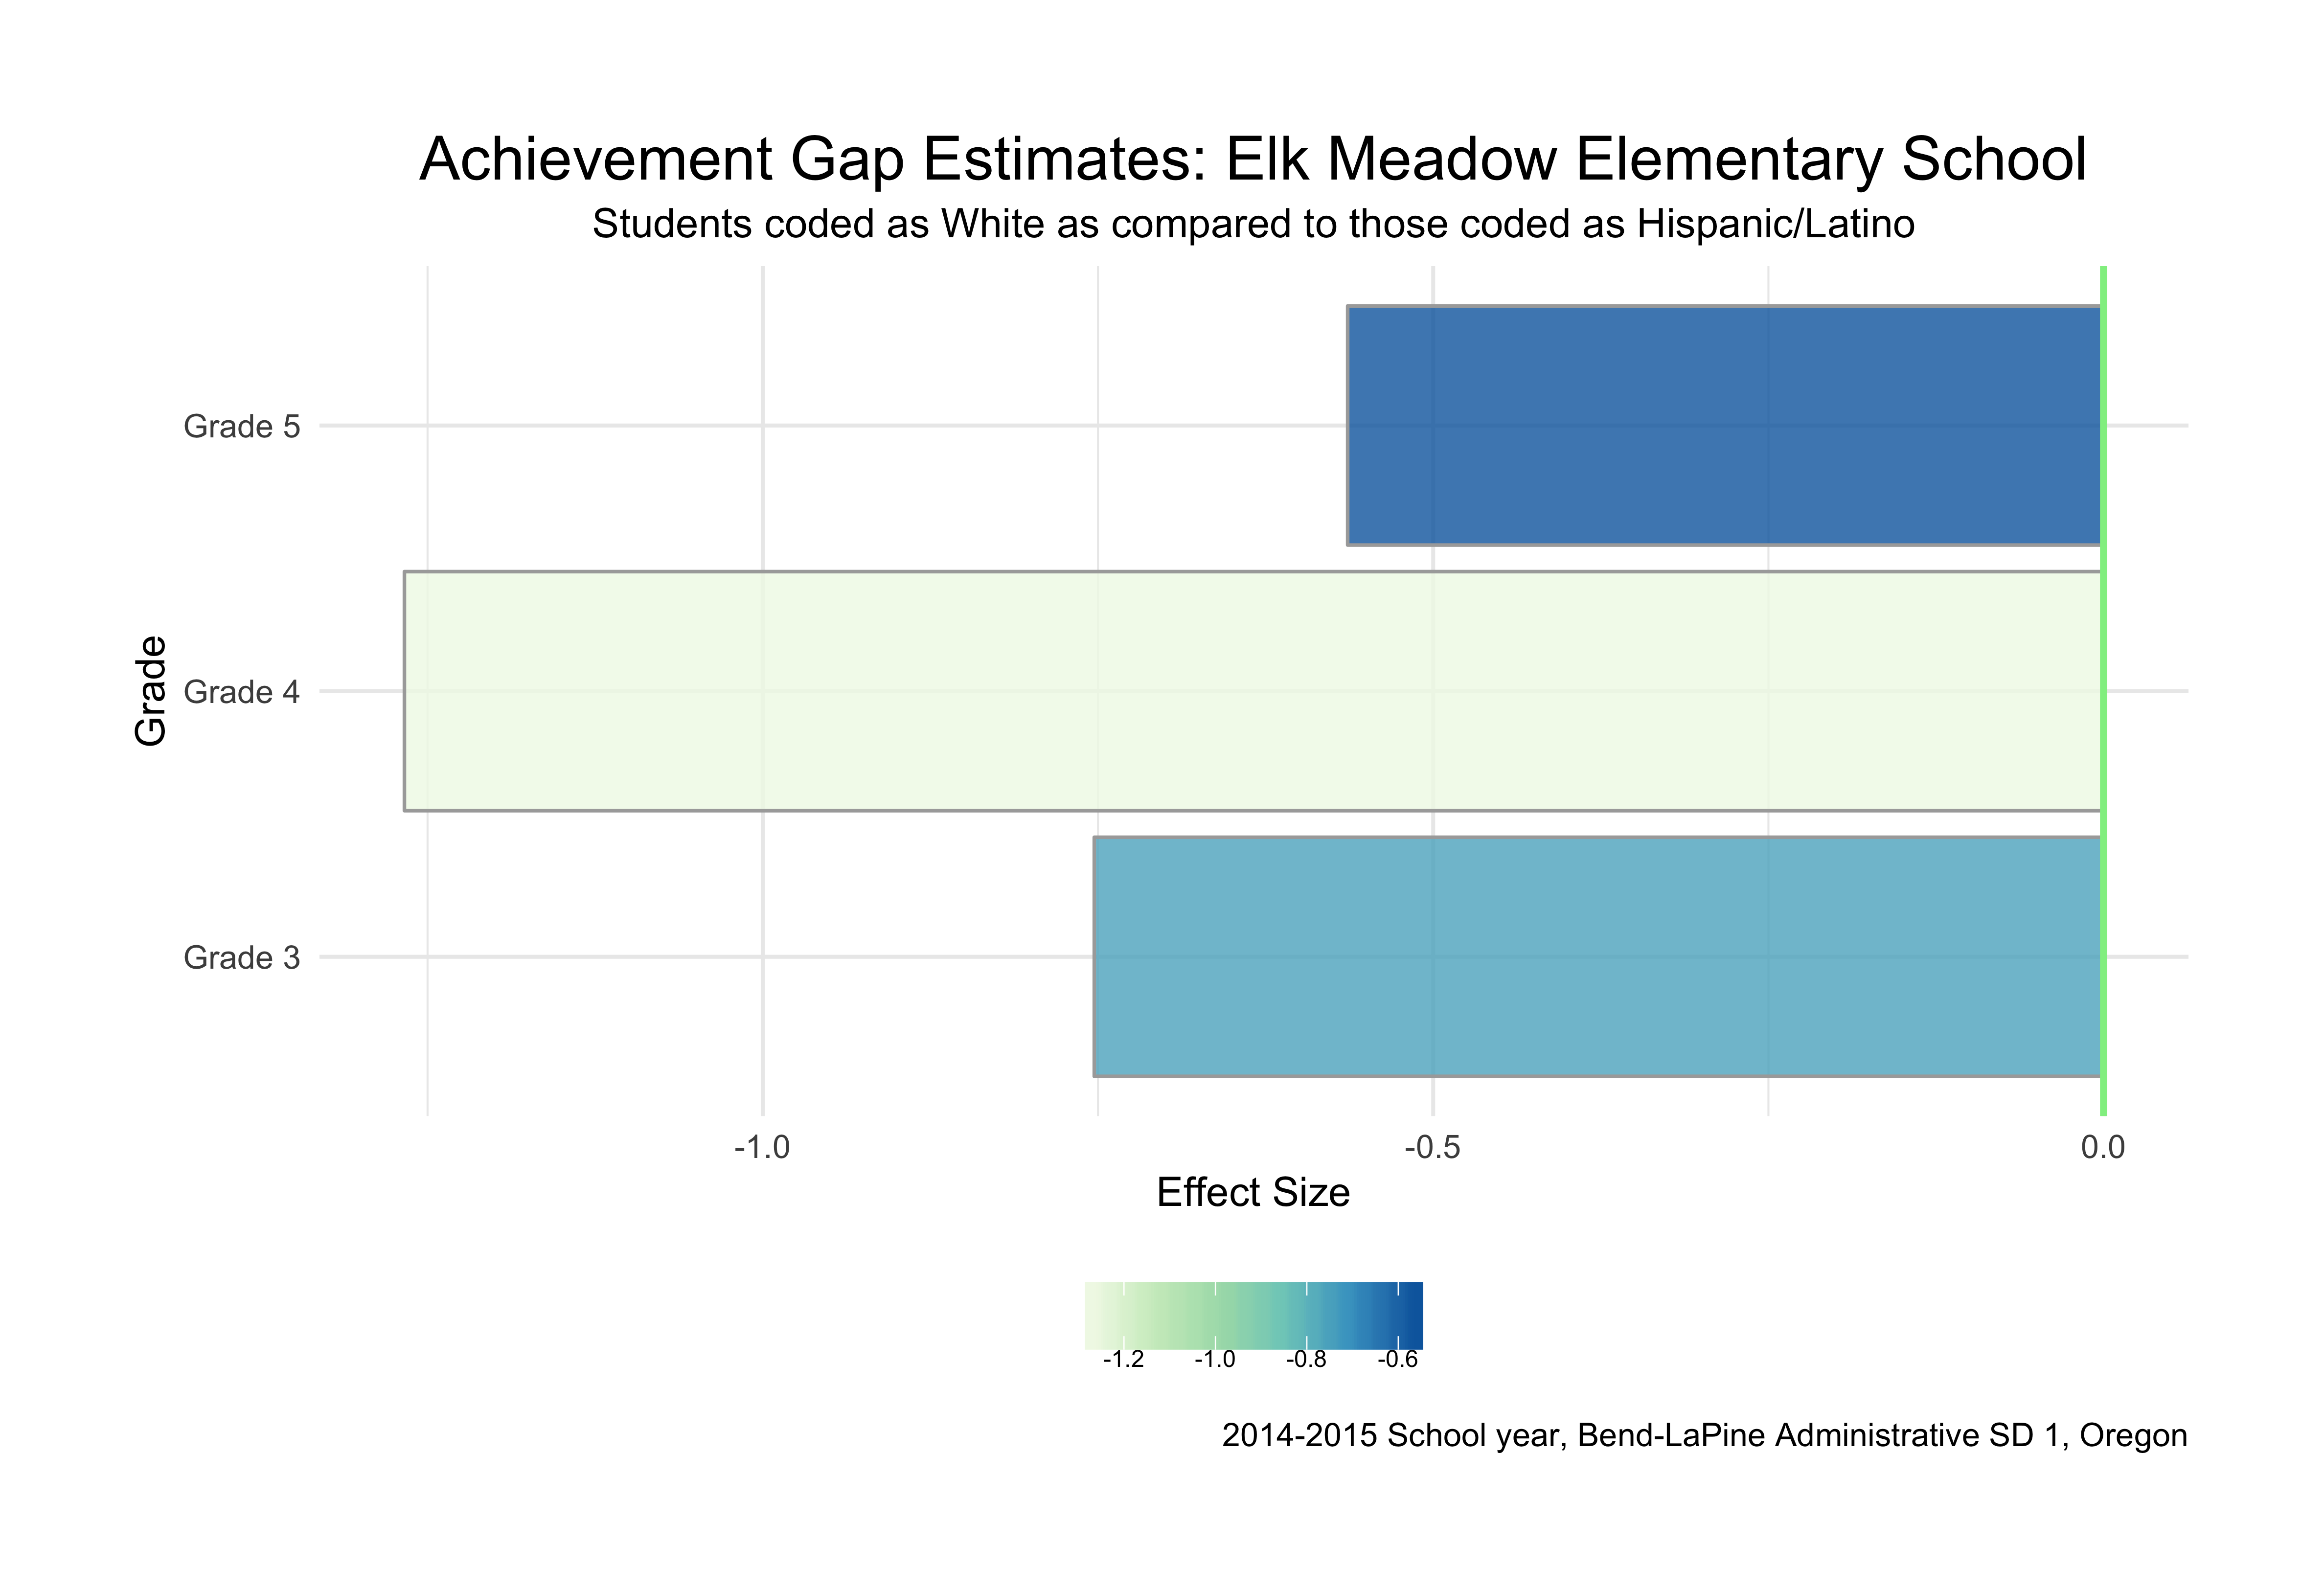 Achievement Gap Estimates: Elk Meadow Elementary School
Students coded as White as compared to those coded as Hispanic/Latino
Grade
Grade 5
Grade 4
Grade 3
-1.0 -0.5 0.0
Effect Size
-1.2 -1.0 -0.8 -0.6
2014-2015 School year, Bend-LaPine Administrative SD 1, Oregon